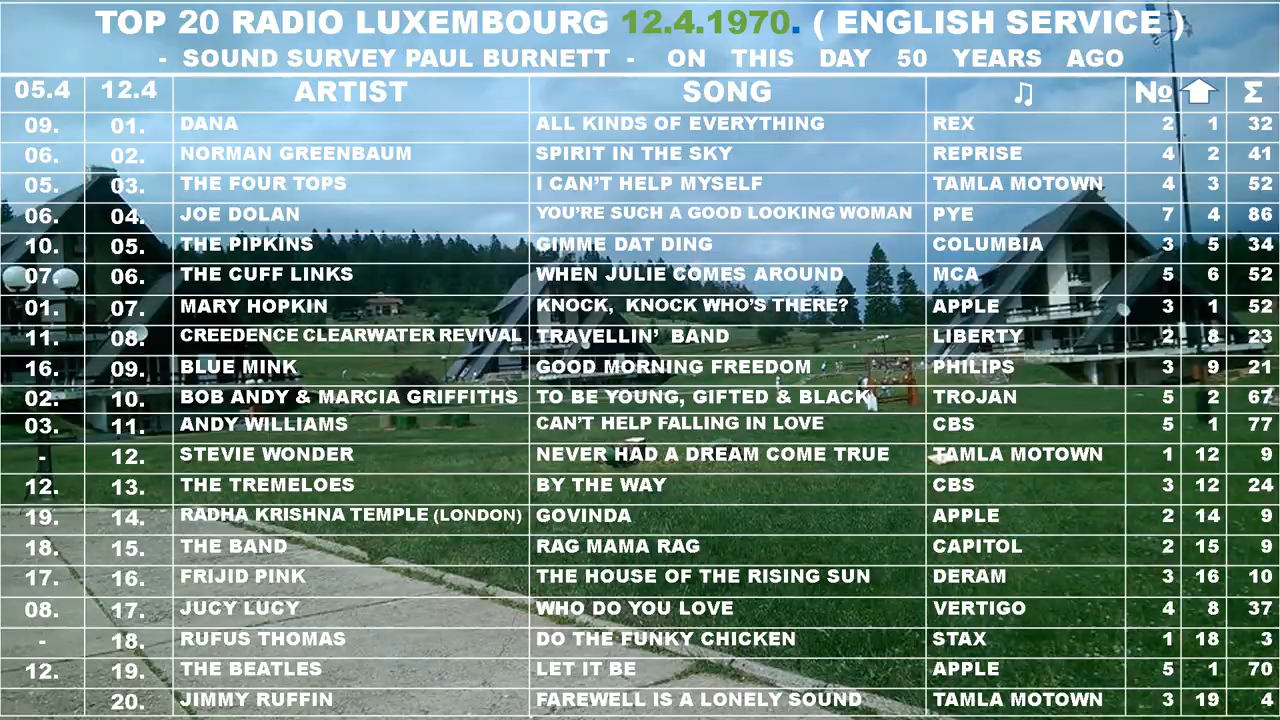 TOP 20 RADIO LUXEMBOURG 12.4.1970. ( ENGLISH SERVICE )
- SOUND SURVEY PAUL BURNETT - ON THIS DAY 50 YEARS AGO
05.4 12.4 ARTIST SONG ♫ № ⬆ Σ
09. 01. DANA ALL KINDS OF EVERYTHING REX 2 1 32
06. 02. NORMAN GREENBAUM SPIRIT IN THE SKY REPRISE 4 2 41
05. 03. THE FOUR TOPS I CAN'T HELP MYSELF TAMLA MOTOWN 4 3 52
06. 04. JOE DOLAN YOU'RE SUCH A GOOD LOOKING WOMAN PYE 7 4 86
10. 05. THE PIPKINS GIMME DAT DING COLUMBIA 3 5 34
07. 06. THE CUFF LINKS WHEN JULIE COMES AROUND MCA 5 6 52
01. 07. MARY HOPKIN KNOCK, KNOCK WHO'S THERE? APPLE 3 1 52
11. 08. CREEDENCE CLEARWATER REVIVAL TRAVELLIN' BAND LIBERTY 2 8 23
16. 09. BLUE MINK GOOD MORNING FREEDOM PHILIPS 3 9 21
02. 10. BOB ANDY & MARCIA GRIFFITHS TO BE YOUNG, GIFTED & BLACK TROJAN 5 2 67
03. 11. ANDY WILLIAMS CAN'T HELP FALLING IN LOVE CBS 5 1 77
- 12. STEVIE WONDER NEVER HAD A DREAM COME TRUE TAMLA MOTOWN 1 12 9
12. 13. THE TREMELOES BY THE WAY CBS 3 12 24
19. 14. RADHA KRISHNA TEMPLE (LONDON) GOVINDA APPLE 2 14 9
18. 15. THE BAND RAG MAMA RAG CAPITOL 2 15 9
17. 16. FRIJID PINK THE HOUSE OF THE RISING SUN DERAM 3 16 10
08. 17. JUCY LUCY WHO DO YOU LOVE VERTIGO 4 8 37
- 18. RUFUS THOMAS DO THE FUNKY CHICKEN STAX 1 18 3
12. 19. THE BEATLES LET IT BE APPLE 5 1 70
20. JIMMY RUFFIN FAREWELL IS A LONELY SOUND TAMLA MOTOWN 3 19 4